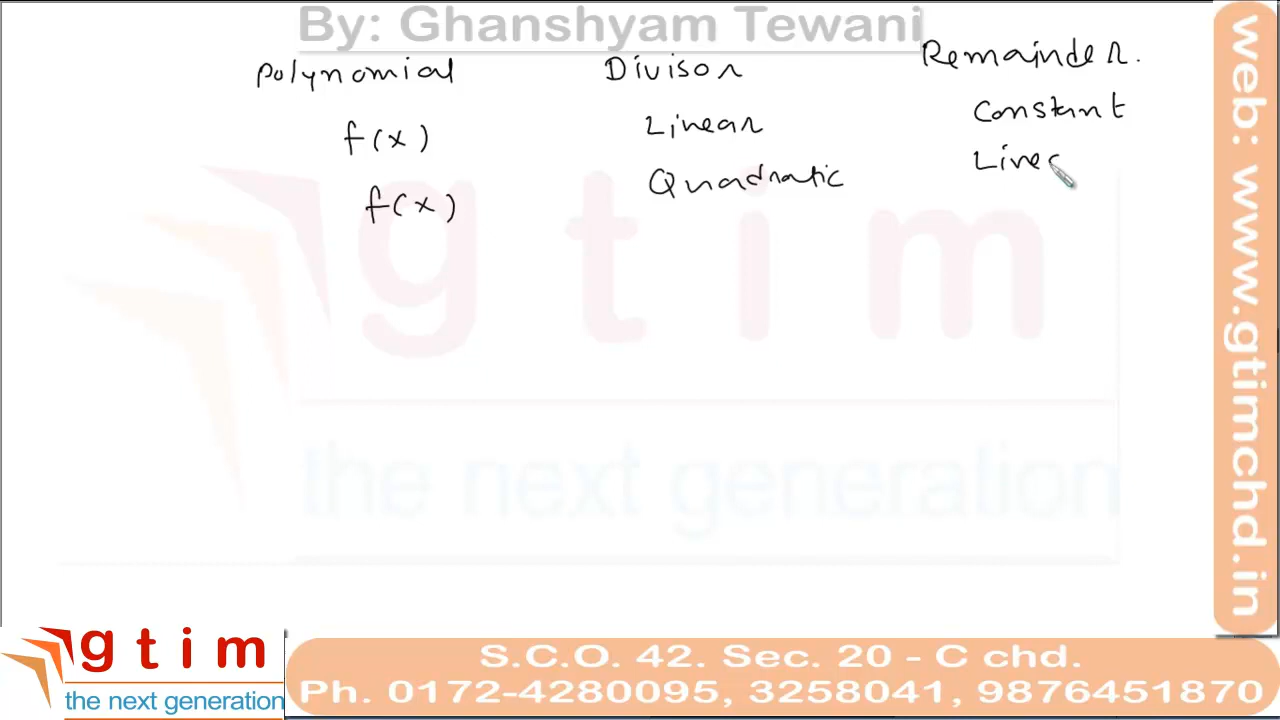 By: Ghanshyam Tewani
Polynomial Divisor Remainder.
f(x) Linear Constant
f(x) Quadratic Linea
gtim
the next generation
web: www.gtimchd.in
gtim
the next generation
S.C.O. 42. Sec. 20 - C chd.
Ph. 0172-4280095, 3258041, 9876451870